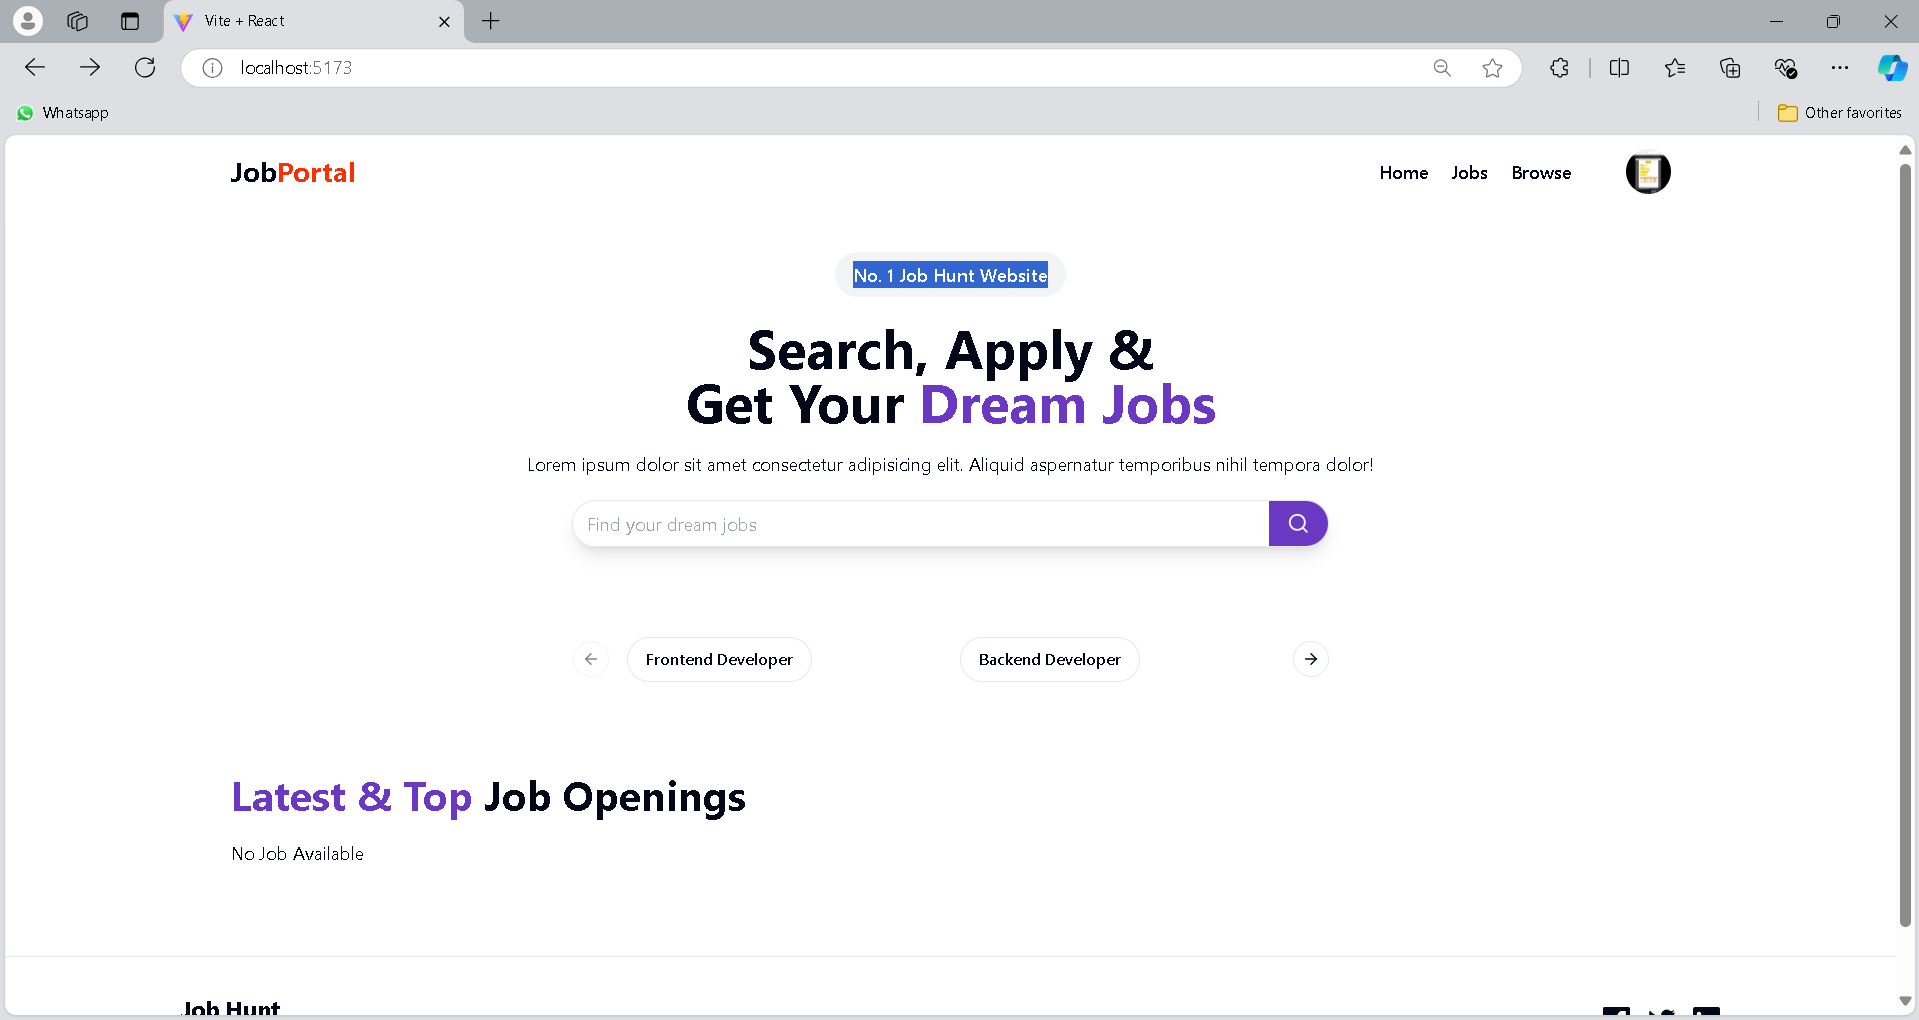 Vite + React
localhost:5173
Whatsapp
Other favorites
JobPortal
Home Jobs Browse
No. 1 Job Hunt Website
Search, Apply &
Get Your Dream Jobs
Lorem ipsum dolor sit amet consectetur adipisicing elit. Aliquid aspernatur temporibus nihil tempora dolor!
Find your dream jobs
Frontend Developer
Backend Developer
Latest & Top Job Openings
No Job Available
Job Hunt